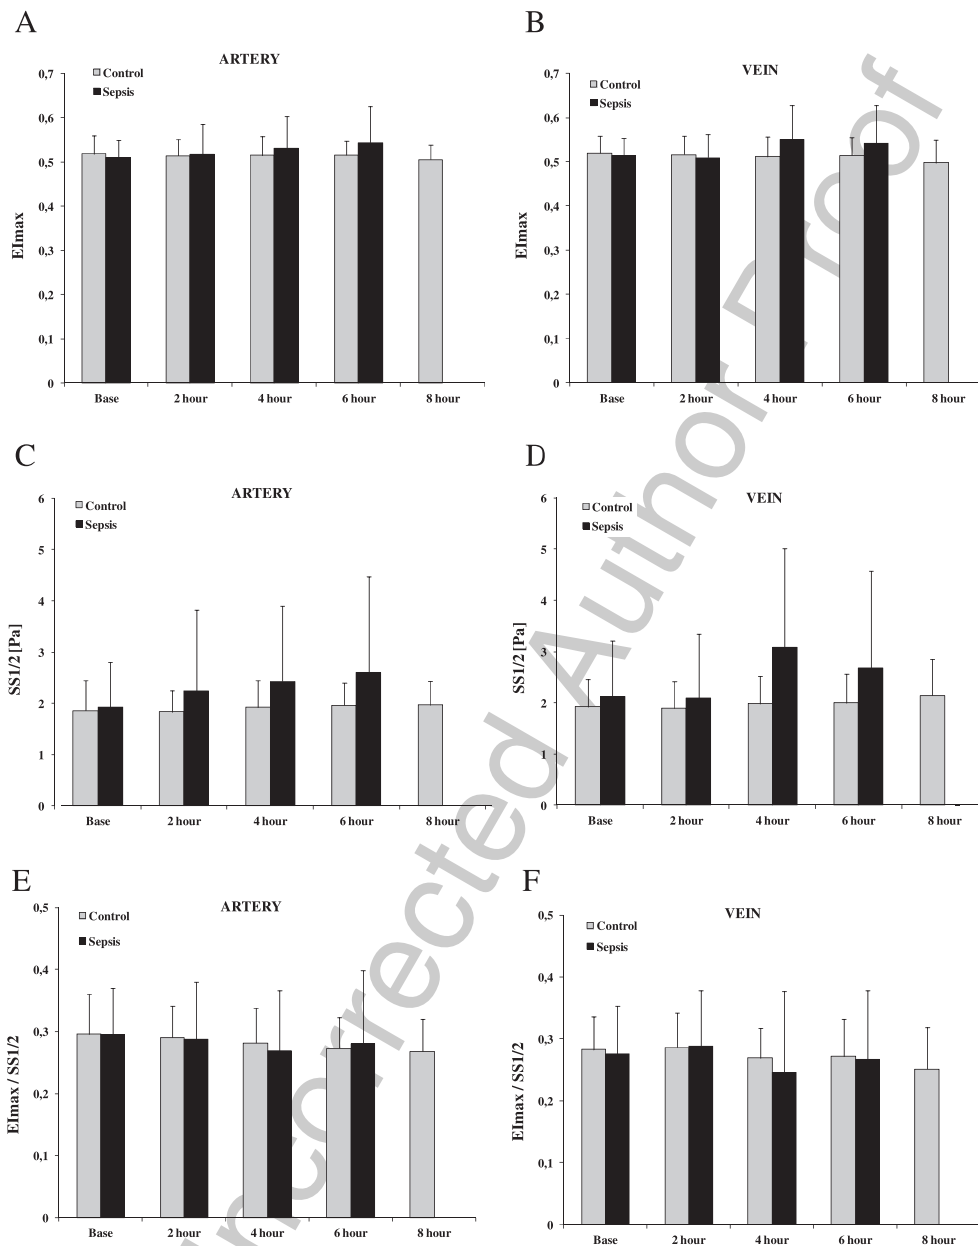 A
ARTERY
Control
Sepsis
0,7
0,6
0,5
0,4
0,3
0,2
0,1
0
EImax
Base 2 hour 4 hour 6 hour 8 hour
B
VEIN
Control
Sepsis
0,7
0,6
0,5
0,4
0,3
0,2
0,1
0
EImax
Base 2 hour 4 hour 6 hour 8 hour
C
ARTERY
Control
Sepsis
6
5
4
3
2
1
0
SS1/2 [Pa]
Base 2 hour 4 hour 6 hour 8 hour
D
VEIN
Control
Sepsis
6
5
4
3
2
1
0
SS1/2 [Pa]
Base 2 hour 4 hour 6 hour 8 hour
E
ARTERY
Control
Sepsis
0,5
0,4
0,3
0,2
0,1
0
EImax / SS1/2
Base 2 hour 4 hour 6 hour 8 hour
F
VEIN
Control
Sepsis
0,5
0,4
0,3
0,2
0,1
0
EImax / SS1/2
Base 2 hour 4 hour 6 hour 8 hour
ncorrected Author Proof